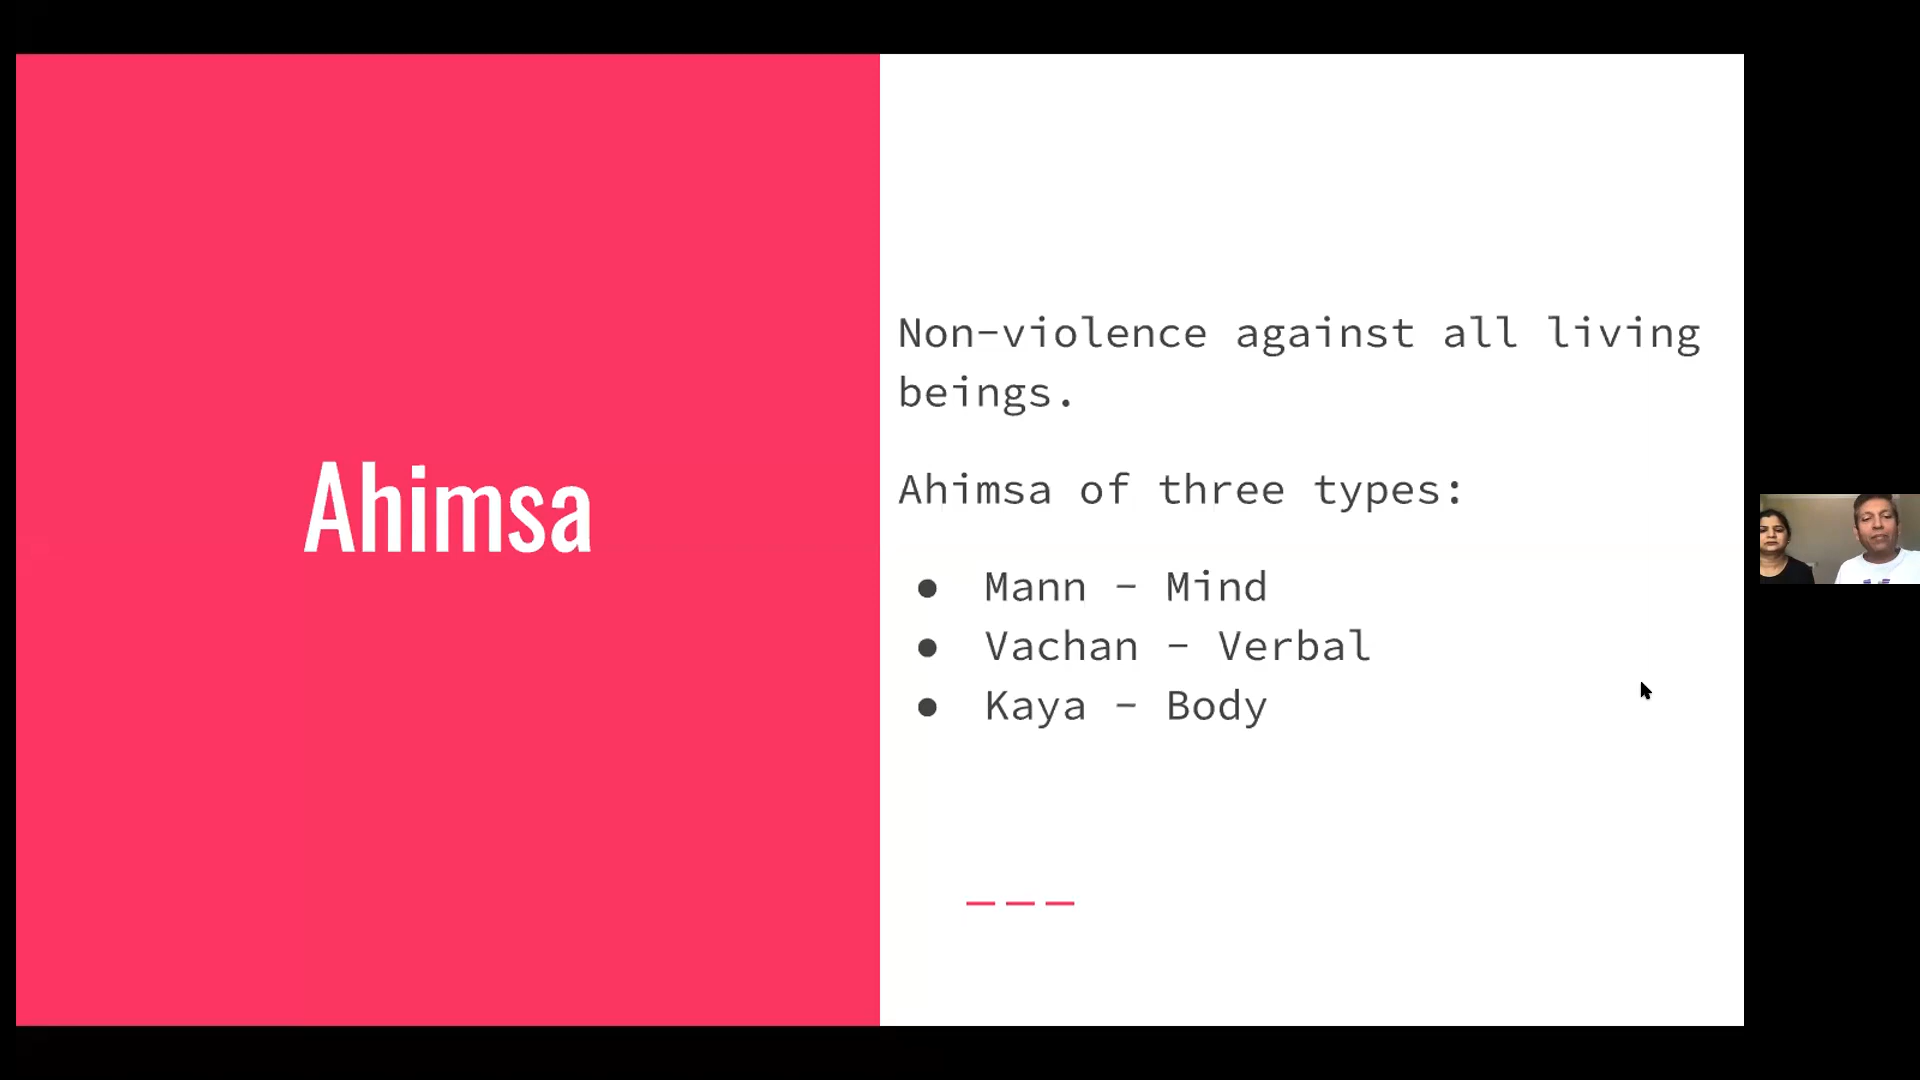 Ahimsa
Non-violence against all living
beings.
Ahimsa of three types:
● Mann - Mind
● Vachan - Verbal
● Kaya - Body